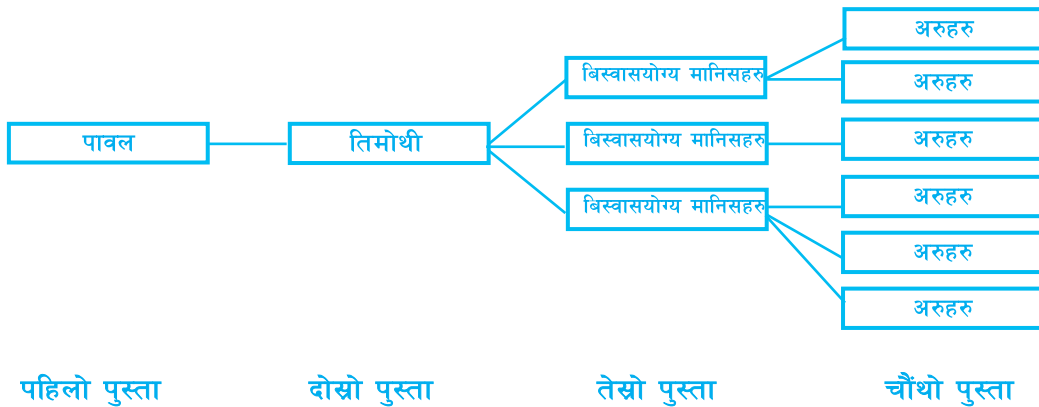 पावल
तिमोथी
बिस्वासयोग्य मानिसहरु
बिस्वासयोग्य मानिसहरु
बिस्वासयोग्य मानिसहरु
अरुहरु
अरुहरु
अरुहरु
अरुहरु
अरुहरु
अरुहरु
पहिलो पुस्ता
दोस्रो पुस्ता
तेस्रो पुस्ता
चौंथो पुस्ता